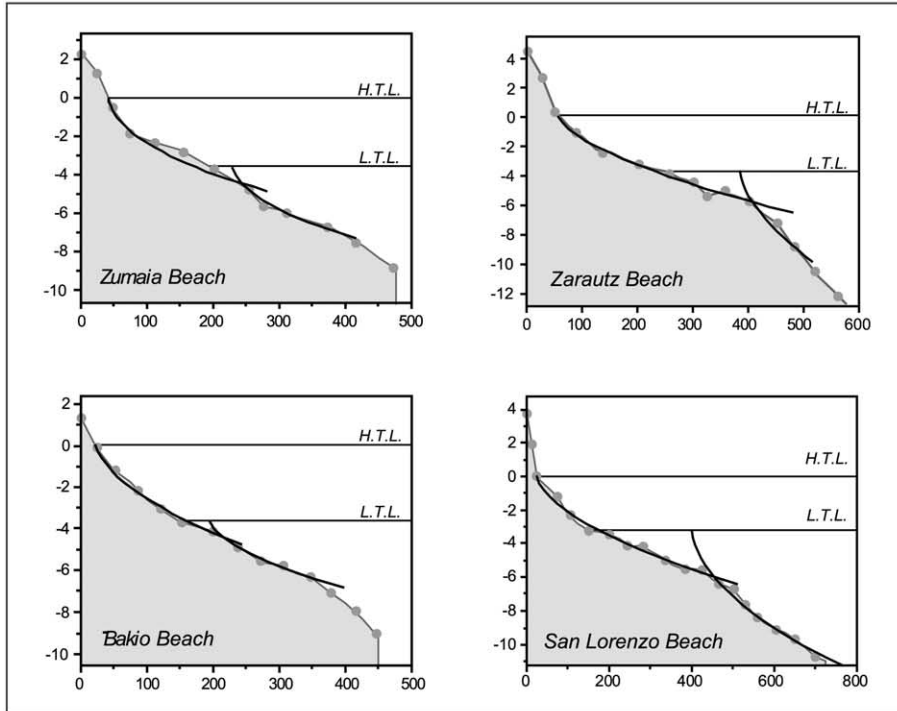 2
0
-2
-4
-6
-8
-10
H.T.L.
L.T.L.
Zumaia Beach
0 100 200 300 400 500
4
2
0
-2
-4
-6
-8
-10
-12
H.T.L.
L.T.L.
Zarautz Beach
0 100 200 300 400 500 600
2
0
-2
-4
-6
-8
-10
H.T.L.
L.T.L.
Bakio Beach
0 100 200 300 400 500
4
2
0
-2
-4
-6
-8
-10
H.T.L.
L.T.L.
San Lorenzo Beach
0 200 400 600 800